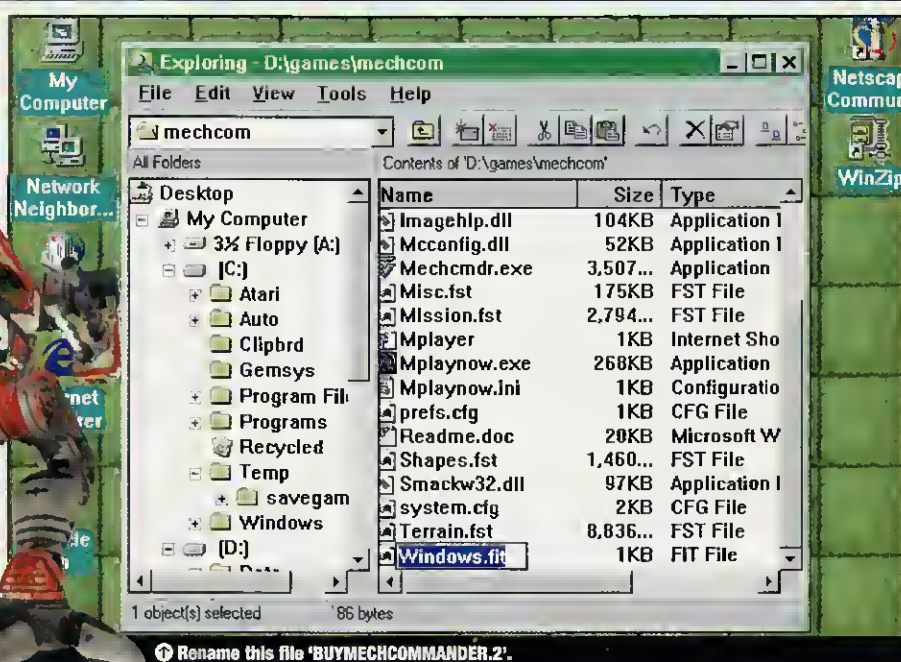 My Computer
Network Neighbor...
Exploring - D:\games\mechcom
File Edit View Tools Help
mechcom
All Folders
Contents of 'D:\games\mechcom'
Desktop
My Computer
3½ Floppy (A:)
(C:)
Atari
Auto
Clipbrd
Gemsys
Program Fil
Programs
Recycled
Temp
savegam
Windows
(D:)
Name Size Type
Imagehlp.dll 104KB Application
Mcconfig.dll 52KB Application
Mechcmdr.exe 3,507... Application
Misc.fst 175KB FST File
MIssion.fst 2,794... FST File
Mplayer 1KB Internet Sho
Mplaynow.exe 268KB Application
Mplaynow.ini 1KB Configuratio
prefs.cfg 1KB CFG File
Readme.doc 20KB Microsoft W
Shapes.fst 1,460... FST File
Smackw32.dll 97KB Application
system.cfg 2KB CFG File
Terrain.fst 8,836... FST File
Windows.fit 1KB FIT File
1 object(s) selected 86 bytes
Netscap
Commun
WinZip
Rename this file 'BUYMECHCOMMANDER.2'.